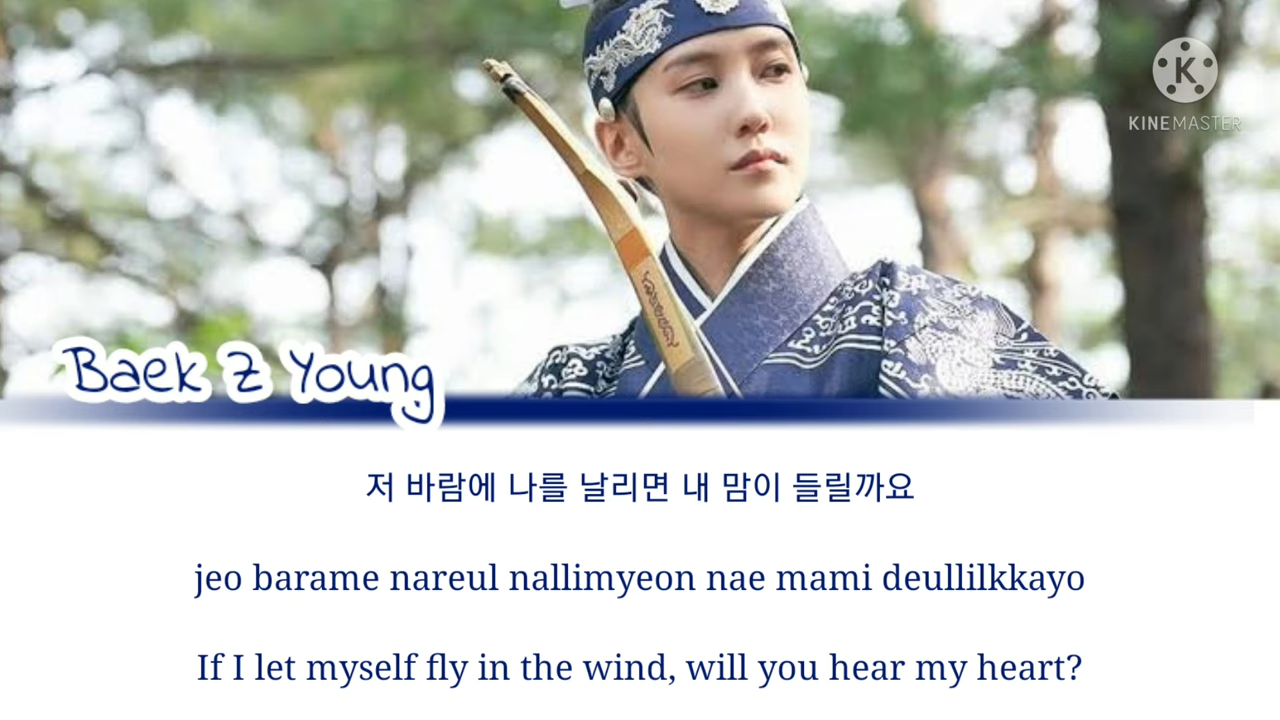 KINEMASTER
Baek Z Young
저 바람에 나를 날리면 내 맘이 들릴까요
jeo barame nareul nallimyeon nae mami deullilkkayo
If I let myself fly in the wind, will you hear my heart?